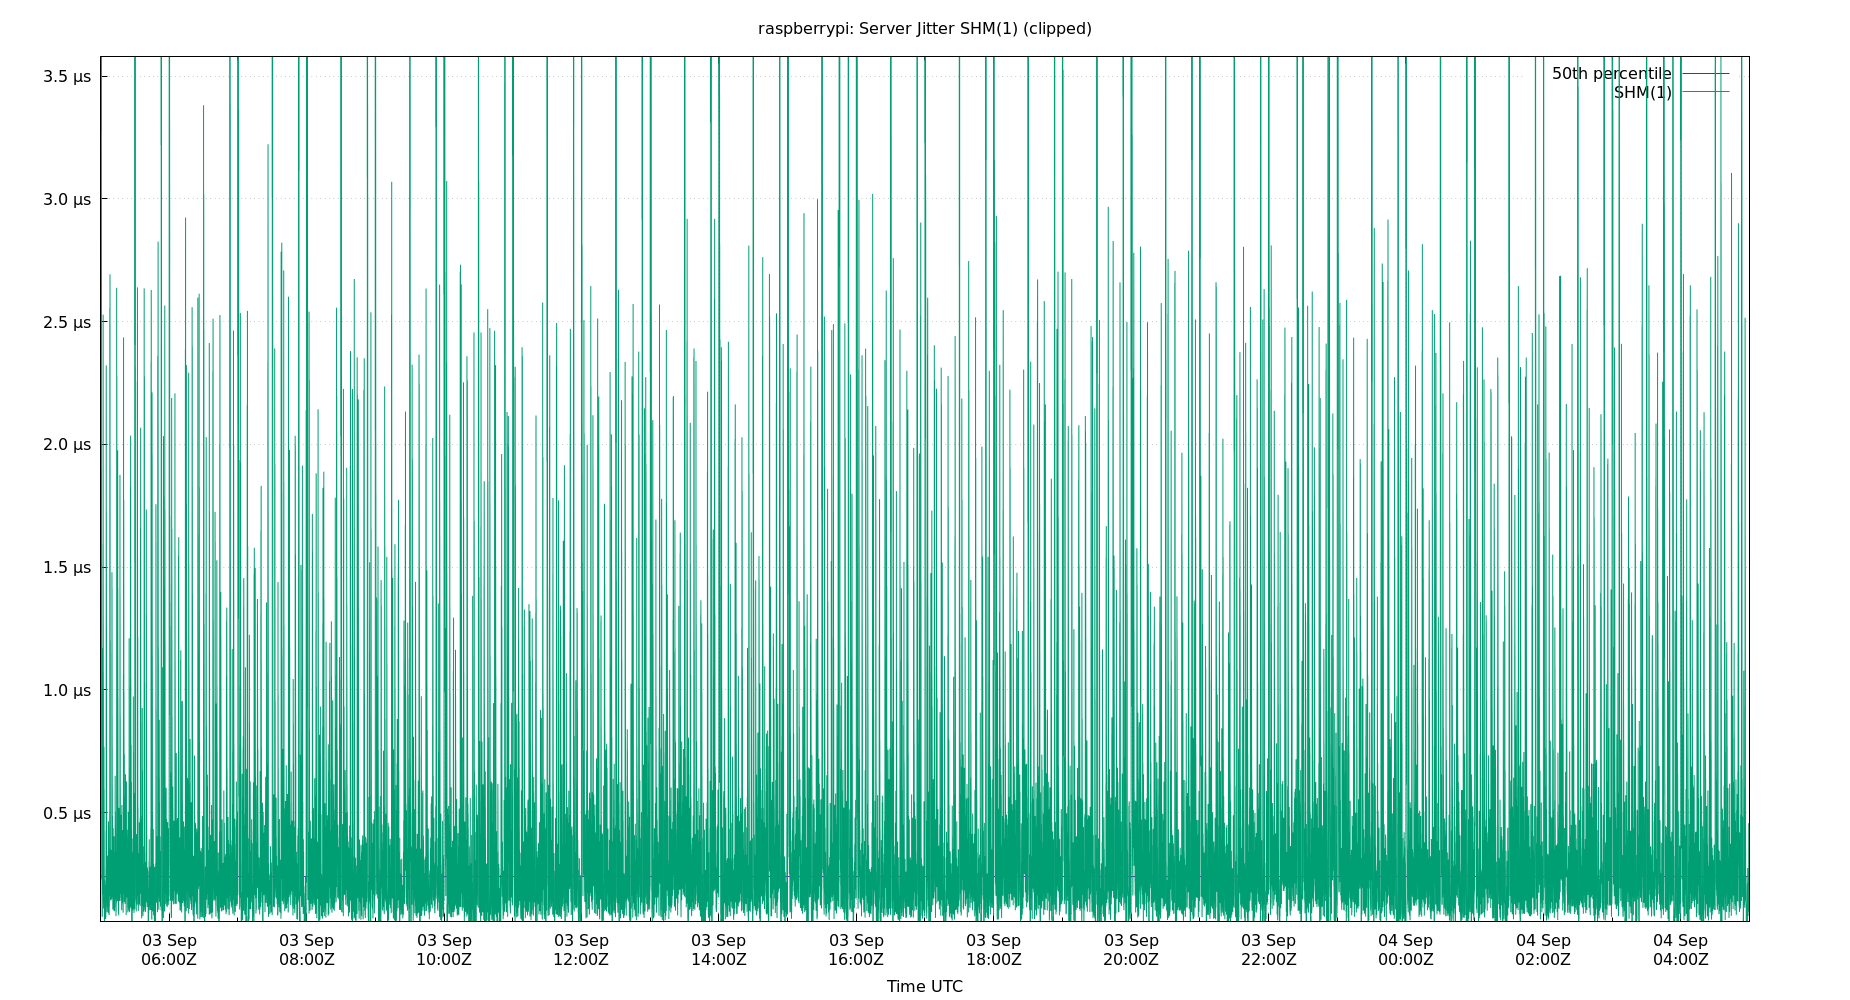 raspberrypi: Server Jitter SHM(1) (clipped)
50th percentile
SHM(1)
3.5 µs
3.0 µs
2.5 µs
2.0 µs
1.5 µs
1.0 µs
0.5 µs
03 Sep 03 Sep 03 Sep 03 Sep 03 Sep 03 Sep 03 Sep 03 Sep 03 Sep 04 Sep 04 Sep 04 Sep
06:00Z 08:00Z 10:00Z 12:00Z 14:00Z 16:00Z 18:00Z 20:00Z 22:00Z 00:00Z 02:00Z 04:00Z
Time UTC